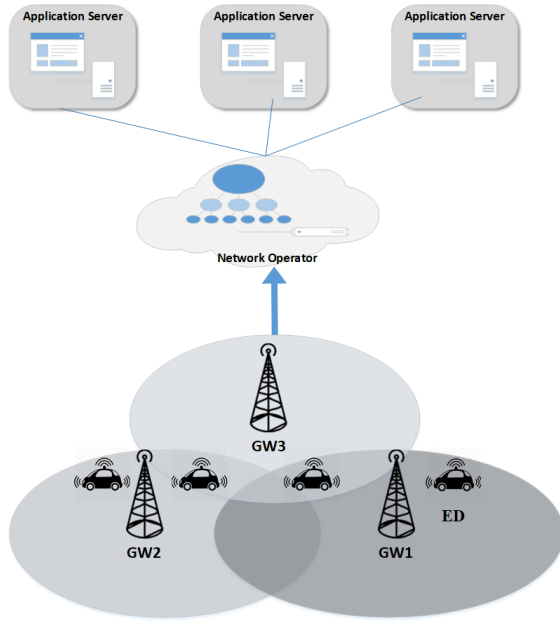 Application Server
Application Server
Application Server
Network Operator
GW3
ED
GW2
GW1